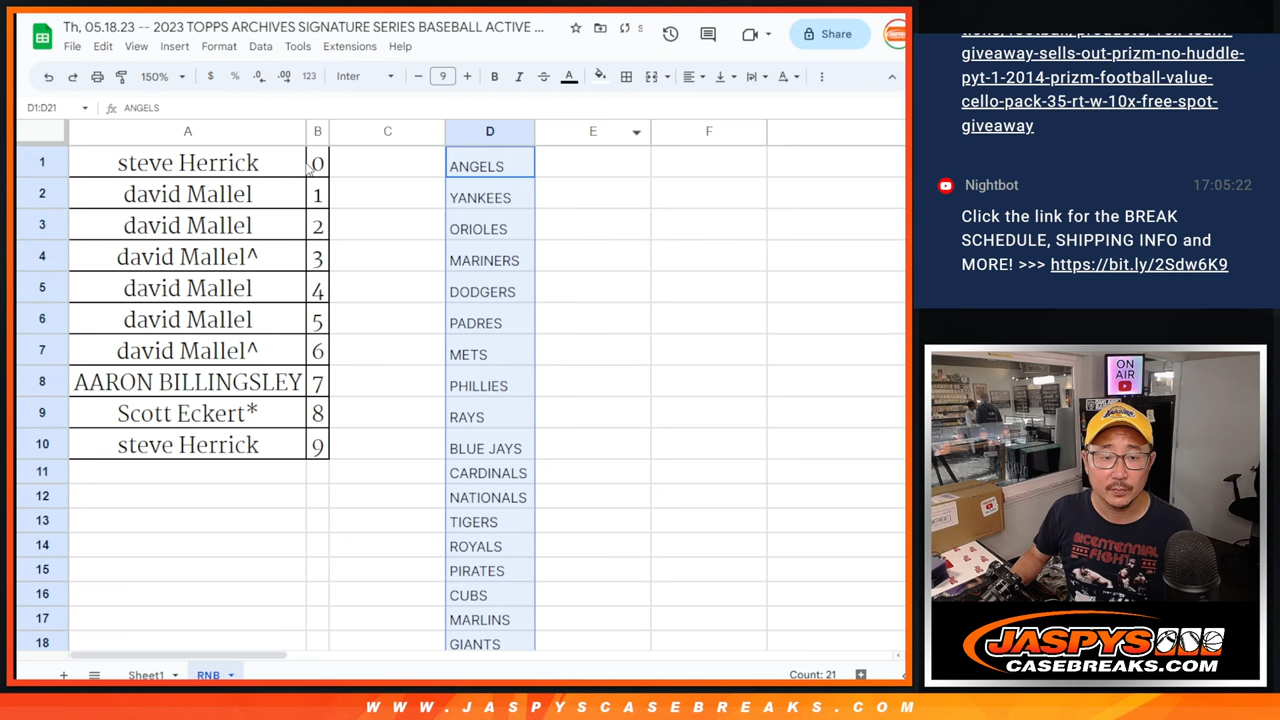 Th, 05.18.23 -- 2023 TOPPS ARCHIVES SIGNATURE SERIES BASEBALL ACTIVE ...
Share
File Edit View Insert Format Data Tools Extensions Help
150% $ % .0 .00 123 Inter 9 B I A
D1:D21 fx ANGELS
A B C D E F
1 steve Herrick 0 ANGELS
2 david Mallel 1 YANKEES
3 david Mallel 2 ORIOLES
4 david Mallel^ 3 MARINERS
5 david Mallel 4 DODGERS
6 david Mallel 5 PADRES
7 david Mallel^ 6 METS
8 AARON BILLINGSLEY 7 PHILLIES
9 Scott Eckert* 8 RAYS
10 steve Herrick 9 BLUE JAYS
11 CARDINALS
12 NATIONALS
13 TIGERS
14 ROYALS
15 PIRATES
16 CUBS
17 MARLINS
18 GIANTS
Sheet1 RNB Count: 21
giveaway-sells-out-prizm-no-huddle-
pyt-1-2014-prizm-football-value-
cello-pack-35-rt-w-10x-free-spot-
giveaway
Nightbot 17:05:22
Click the link for the BREAK
SCHEDULE, SHIPPING INFO and
MORE! >>> https://bit.ly/2Sdw6K9
ON
AIR
BICENTENNIAL
FIGHT
JASPYS
CASEBREAKS.COM
WWW.JASPYSCASEBREAKS.COM